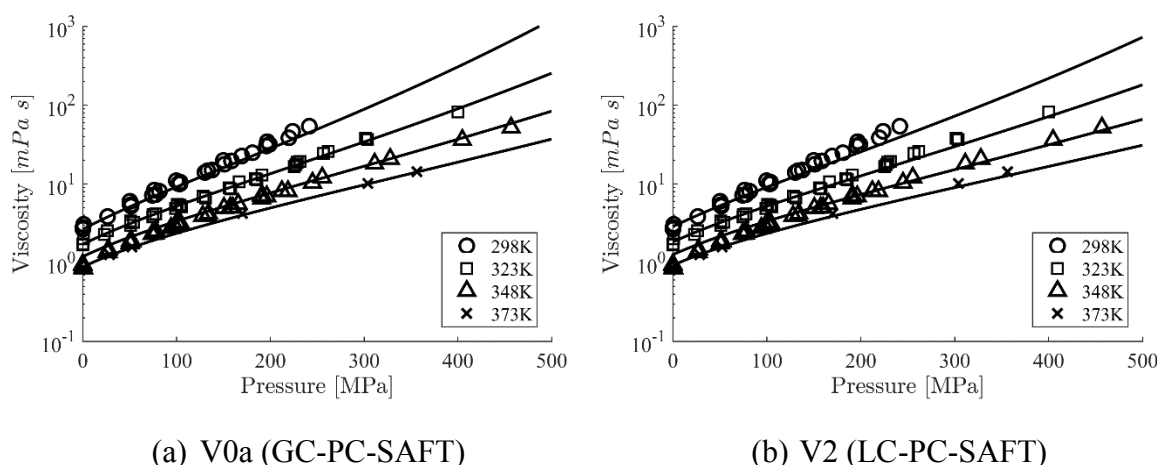 10^3
10^2
10^1
10^0
10^-1
Viscosity [mPa s]
0 100 200 300 400 500
Pressure [MPa]
298K
323K
348K
373K
(a) V0a (GC-PC-SAFT)
10^3
10^2
10^1
10^0
10^-1
Viscosity [mPa s]
0 100 200 300 400 500
Pressure [MPa]
298K
323K
348K
373K
(b) V2 (LC-PC-SAFT)